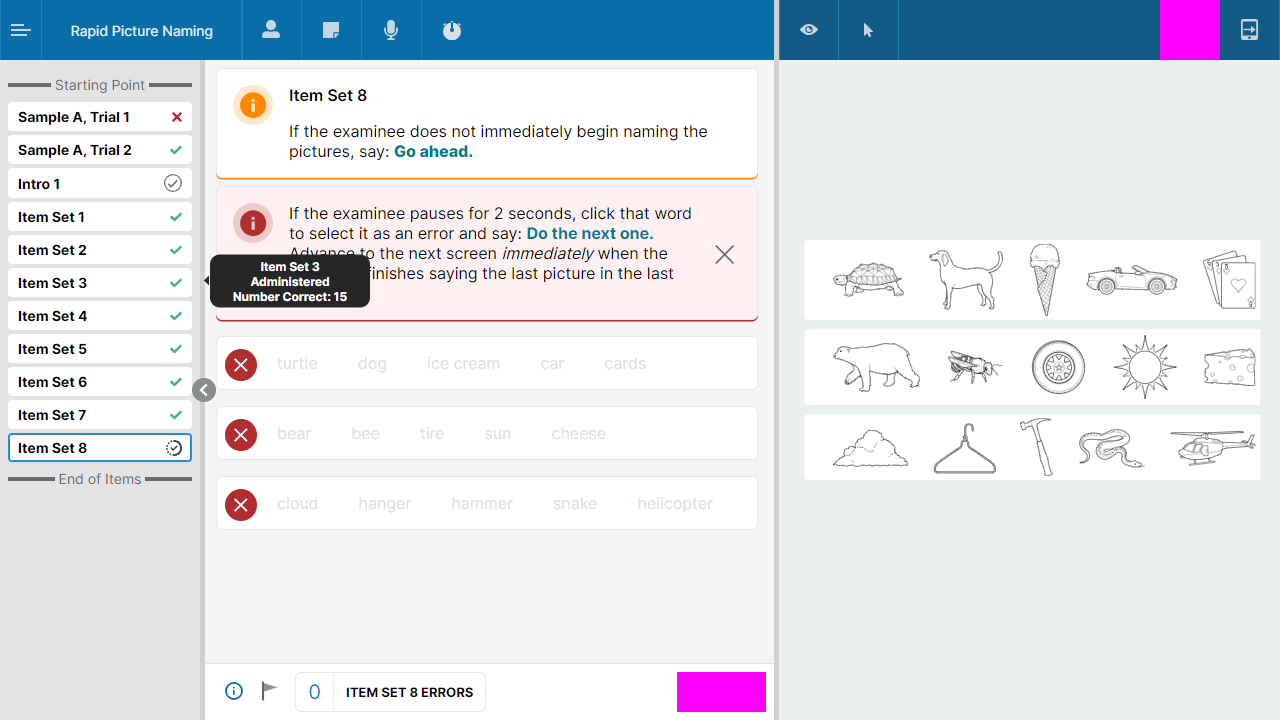 Rapid Picture Naming
Starting Point
Sample A, Trial 1
Sample A, Trial 2
Intro 1
Item Set 1
Item Set 2
Item Set 3
Item Set 4
Item Set 5
Item Set 6
Item Set 7
Item Set 8
End of Items
Item Set 3
Administered
Number Correct: 15
Item Set 8
If the examinee does not immediately begin naming the
pictures, say: Go ahead.
If the examinee pauses for 2 seconds, click that word
to select it as an error and say: Do the next one.
Advance to the next screen immediately when the
finishes saying the last picture in the last
turtle dog ice cream car cards
bear bee tire sun cheese
cloud hanger hammer snake helicopter
0 ITEM SET 8 ERRORS